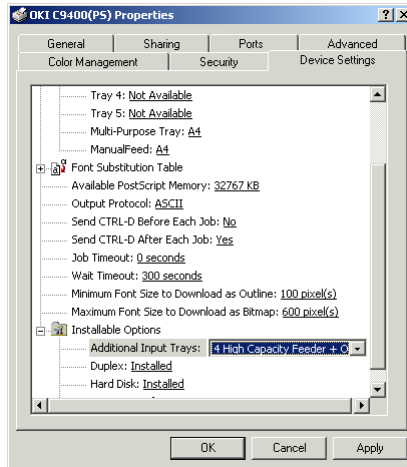 OKI C9400(PS) Properties
General Sharing Ports Advanced
Color Management Security Device Settings
Tray 4: Not Available
Tray 5: Not Available
Multi-Purpose Tray: A4
ManualFeed: A4
Font Substitution Table
Available PostScript Memory: 32767 KB
Output Protocol: ASCII
Send CTRL-D Before Each Job: No
Send CTRL-D After Each Job: Yes
Job Timeout: 0 seconds
Wait Timeout: 300 seconds
Minimum Font Size to Download as Outline: 100 pixel(s)
Maximum Font Size to Download as Bitmap: 600 pixel(s)
Installable Options
Additional Input Trays: 4 High Capacity Feeder + O
Duplex: Installed
Hard Disk: Installed
OK Cancel Apply